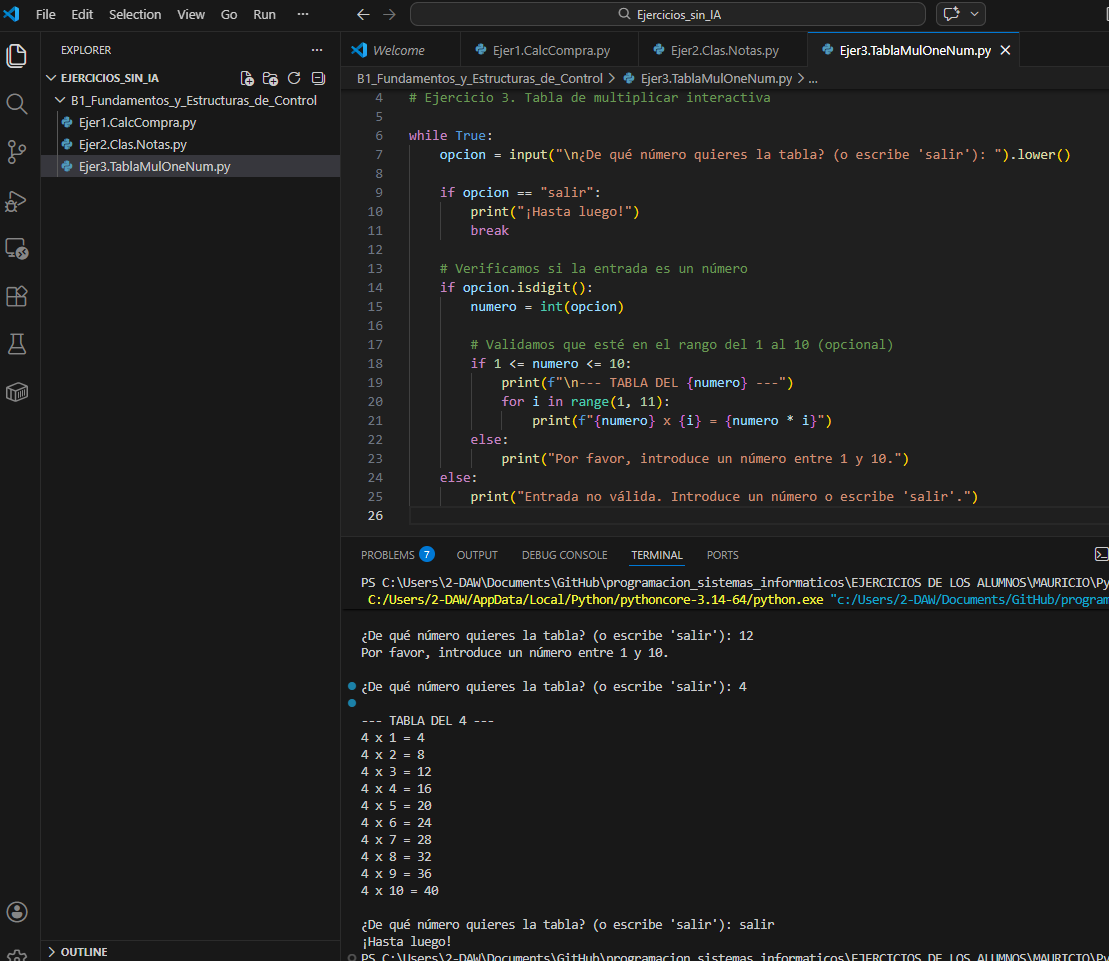 File Edit Selection View Go Run ··· Ejercicios_sin_IA
EXPLORER ···
EJERCICIOS_SIN_IA
B1_Fundamentos_y_Estructuras_de_Control
Ejer1.CalcCompra.py
Ejer2.Clas.Notas.py
Ejer3.TablaMulOneNum.py
OUTLINE
Welcome Ejer1.CalcCompra.py Ejer2.Clas.Notas.py Ejer3.TablaMulOneNum.py
B1_Fundamentos_y_Estructuras_de_Control > Ejer3.TablaMulOneNum.py > ...
4 # Ejercicio 3. Tabla de multiplicar interactiva
5
6 while True:
7     opcion = input("\n¿De qué número quieres la tabla? (o escribe 'salir'): ").lower()
8
9     if opcion == "salir":
10         print("¡Hasta luego!")
11         break
12
13     # Verificamos si la entrada es un número
14     if opcion.isdigit():
15         numero = int(opcion)
16
17         # Validamos que esté en el rango del 1 al 10 (opcional)
18         if 1 <= numero <= 10:
19             print(f"\n--- TABLA DEL {numero} ---")
20             for i in range(1, 11):
21                 print(f"{numero} x {i} = {numero * i}")
22         else:
23             print("Por favor, introduce un número entre 1 y 10.")
24     else:
25         print("Entrada no válida. Introduce un número o escribe 'salir'.")
26
PROBLEMS 7 OUTPUT DEBUG CONSOLE TERMINAL PORTS
PS C:\Users\2-DAW\Documents\GitHub\programacion_sistemas_informaticos\EJERCICIOS DE LOS ALUMNOS\MAURICIO\Py
C:/Users/2-DAW/AppData/Local/Python/pythoncore-3.14-64/python.exe "c:/Users/2-DAW/Documents/GitHub/program
¿De qué número quieres la tabla? (o escribe 'salir'): 12
Por favor, introduce un número entre 1 y 10.
¿De qué número quieres la tabla? (o escribe 'salir'): 4
--- TABLA DEL 4 ---
4 x 1 = 4
4 x 2 = 8
4 x 3 = 12
4 x 4 = 16
4 x 5 = 20
4 x 6 = 24
4 x 7 = 28
4 x 8 = 32
4 x 9 = 36
4 x 10 = 40
¿De qué número quieres la tabla? (o escribe 'salir'): salir
¡Hasta luego!
PS C:\Users\2-DAW\Documents\GitHub\programacion_sistemas_informaticos\EJERCICIOS DE LOS ALUMNOS\MAURICIO\Py